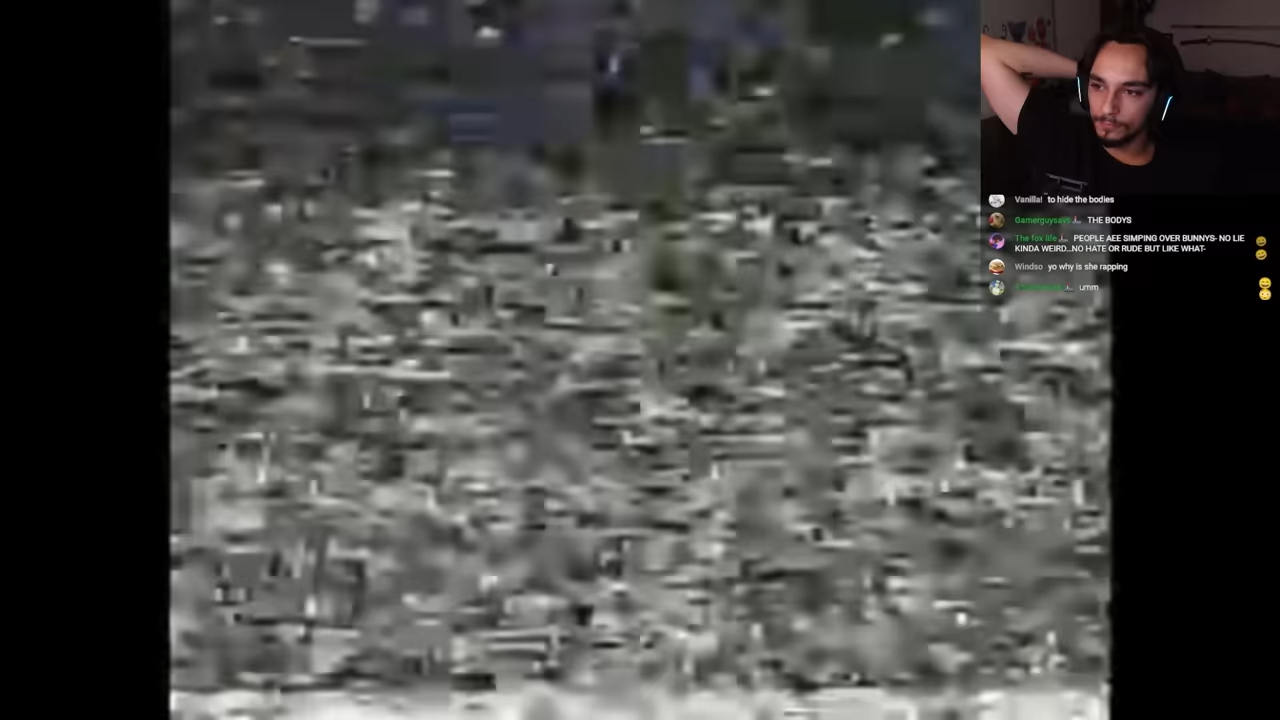 Vanilla! to hide the bodies
Gamerguysays THE BODYS
The fox life PEOPLE AEE SIMPING OVER BUNNYS- NO LIE
KINDA WEIRD...NO HATE OR RUDE BUT LIKE WHAT-
Windso yo why is she rapping
umm